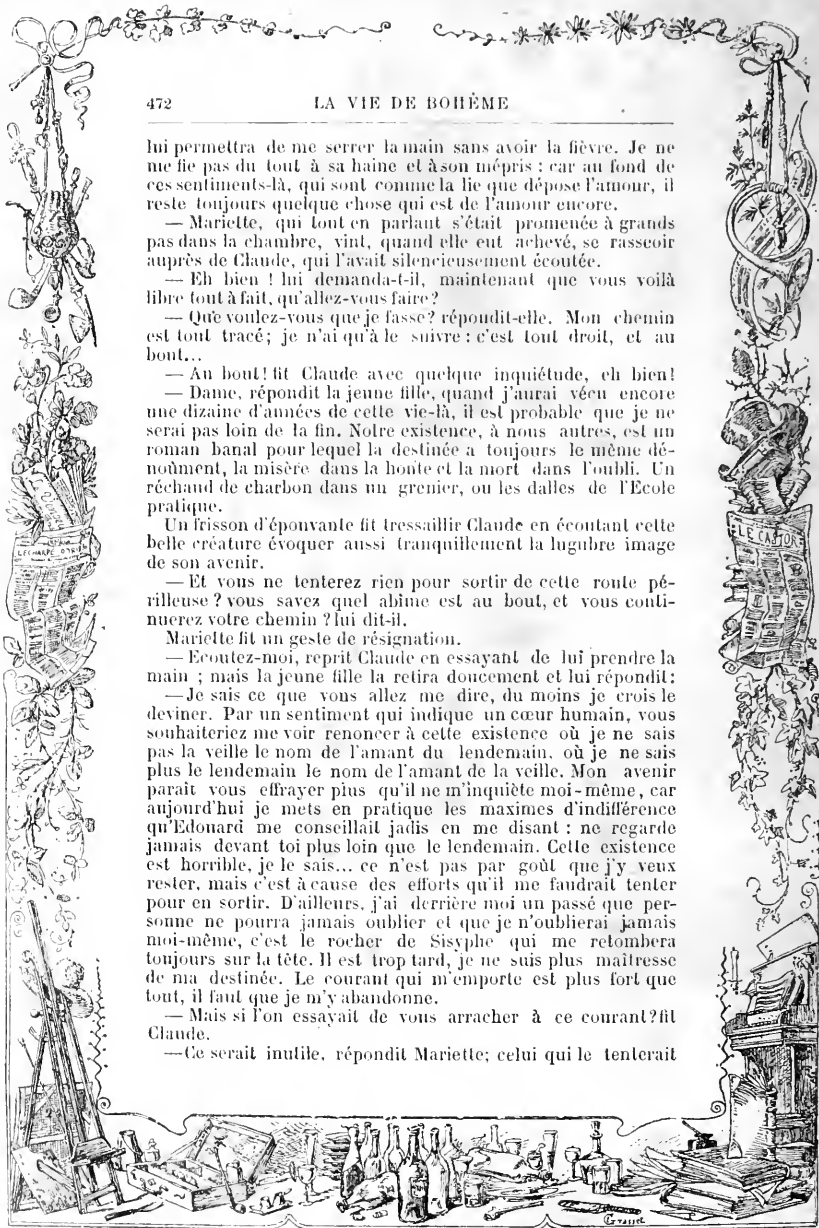 472 LA VIE DE BOHÈME
lui permettra de me serrer la main sans avoir la fièvre. Je ne
me fie pas du tout à sa haine et à son mépris : car au fond de
ces sentiments-là, qui sont comme la lie que dépose l'amour, il
reste toujours quelque chose qui est de l'amour encore.
— Mariette, qui tout en parlant s'était promenée à grands
pas dans la chambre, vint, quand elle eut achevé, se rasseoir
auprès de Claude, qui l'avait silencieusement écoutée.
— Eh bien ! lui demanda-t-il, maintenant que vous voilà
libre tout à fait, qu'allez-vous faire ?
— Que voulez-vous que je fasse? répondit-elle. Mon chemin
est tout tracé; je n'ai qu'à le suivre : c'est tout droit, et au
bout...
— Au bout! fit Claude avec quelque inquiétude, eh bien!
— Dame, répondit la jeune fille, quand j'aurai vécu encore
une dizaine d'années de cette vie-là, il est probable que je ne
serai pas loin de la fin. Notre existence, à nous autres, est un
roman banal pour lequel la destinée a toujours le même dé-
noûment, la misère dans la honte et la mort dans l'oubli. Un
réchaud de charbon dans un grenier, ou les dalles de l'Ecole
pratique.
Un frisson d'épouvante fit tressaillir Claude en écoutant cette
belle créature évoquer aussi tranquillement la lugubre image
de son avenir.
— Et vous ne tenterez rien pour sortir de cette route pé-
rilleuse ? vous savez quel abîme est au bout, et vous conti-
nuerez votre chemin ? lui dit-il.
Mariette fit un geste de résignation.
— Ecoutez-moi, reprit Claude en essayant de lui prendre la
main ; mais la jeune fille la retira doucement et lui répondit:
— Je sais ce que vous allez me dire, du moins je crois le
deviner. Par un sentiment qui indique un cœur humain, vous
souhaiteriez me voir renoncer à cette existence où je ne sais
pas la veille le nom de l'amant du lendemain, où je ne sais
plus le lendemain le nom de l'amant de la veille. Mon avenir
paraît vous effrayer plus qu'il ne m'inquiète moi-même, car
aujourd'hui je mets en pratique les maximes d'indifférence
qu'Edouard me conseillait jadis en me disant : ne regarde
jamais devant toi plus loin que le lendemain. Cette existence
est horrible, je le sais... ce n'est pas par goût que j'y veux
rester, mais c'est à cause des efforts qu'il me faudrait tenter
pour en sortir. D'ailleurs, j'ai derrière moi un passé que per-
sonne ne pourra jamais oublier et que je n'oublierai jamais
moi-même, c'est le rocher de Sisyphe qui me retombera
toujours sur la tête. Il est trop tard, je ne suis plus maîtresse
de ma destinée. Le courant qui m'emporte est plus fort que
tout, il faut que je m'y abandonne.
— Mais si l'on essayait de vous arracher à ce courant? fit
Claude.
— Ce serait inutile, répondit Mariette; celui qui le tenterait
LECHARPE
LE CASTOR
Grasset